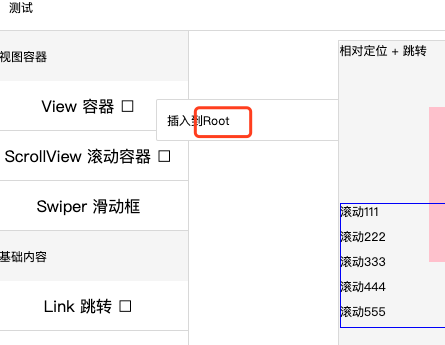 测试
视图容器
View 容器
ScrollView 滚动容器
Swiper 滑动框
基础内容
Link 跳转
插入到Root
相对定位 + 跳转
滚动111
滚动222
滚动333
滚动444
滚动555